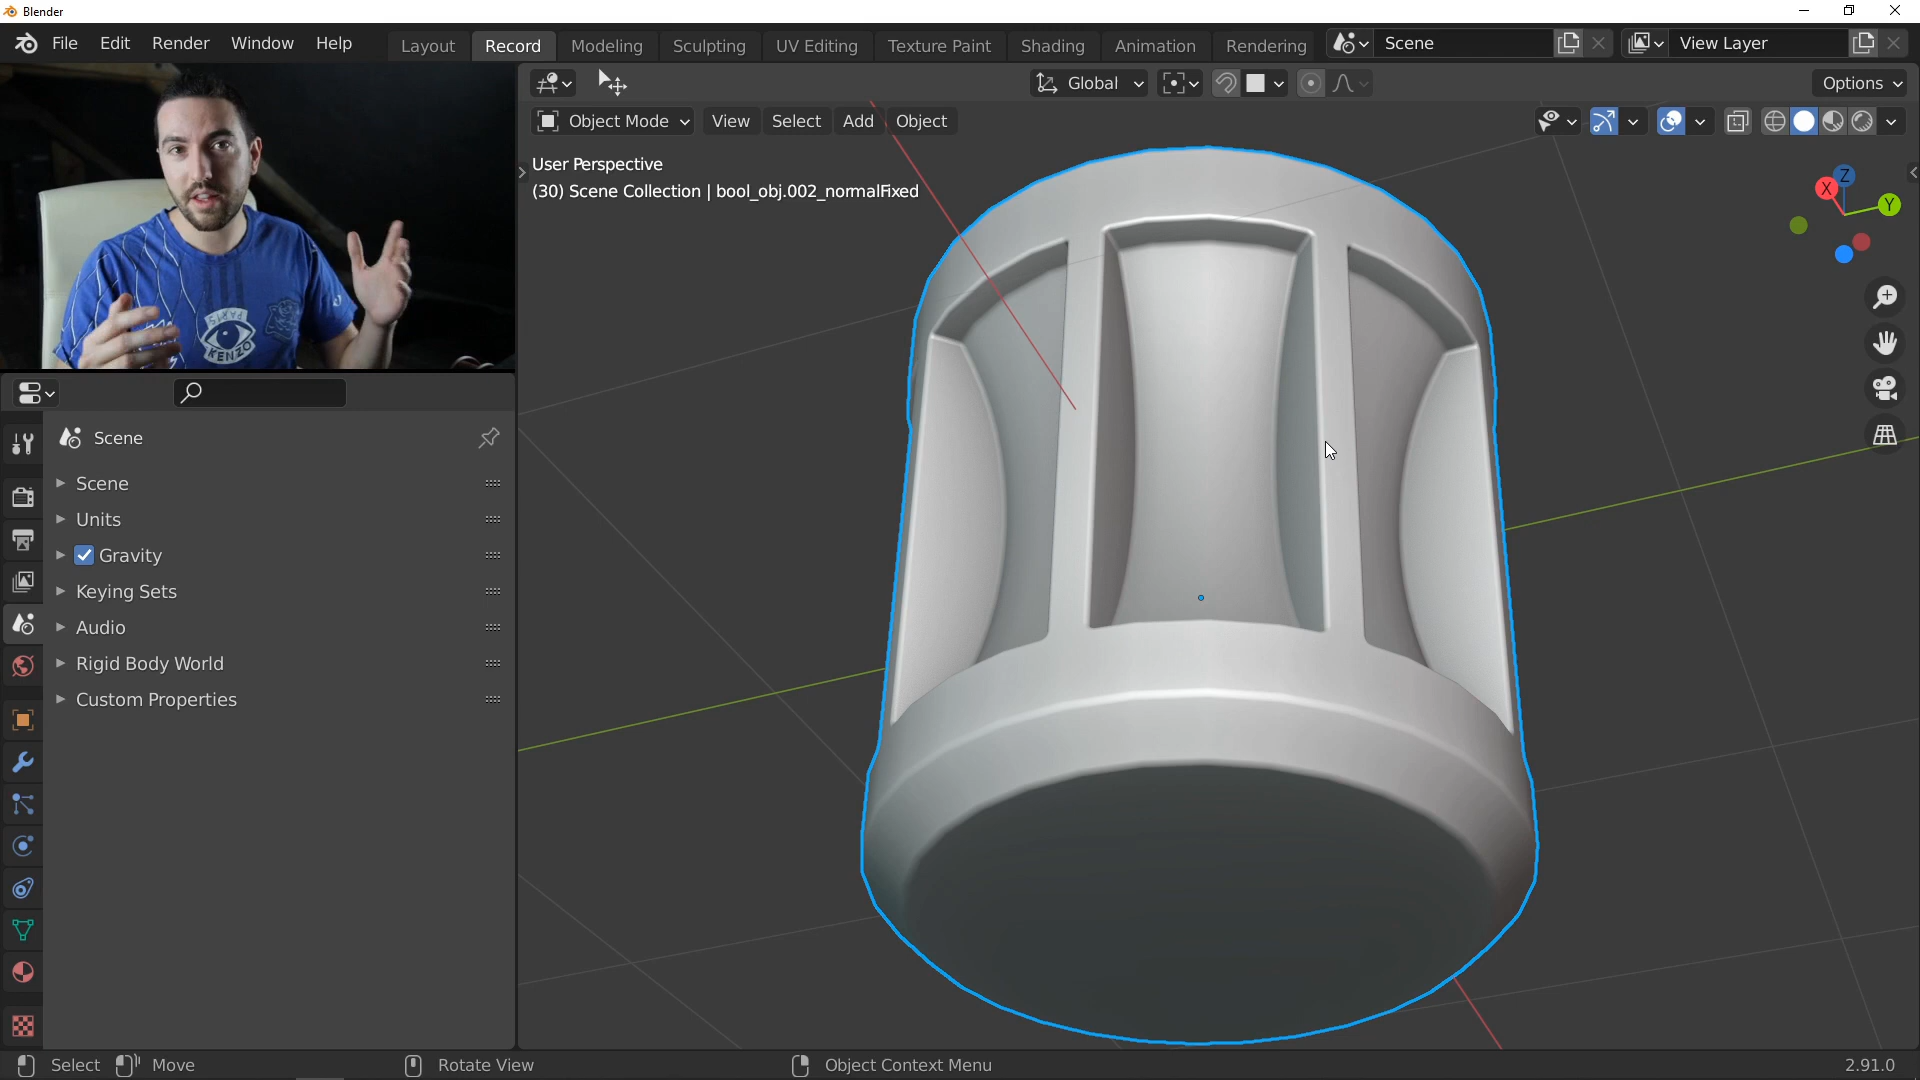 Blender
File Edit Render Window Help
Layout Record Modeling Sculpting UV Editing Texture Paint Shading Animation Rendering
Scene
View Layer
Global
Options
Object Mode View Select Add Object
User Perspective
(30) Scene Collection | bool_obj.002_normalFixed
Z
X
Y
PARIS
KENZO
Scene
Scene
Units
Gravity
Keying Sets
Audio
Rigid Body World
Custom Properties
Select Move Rotate View Object Context Menu 2.91.0